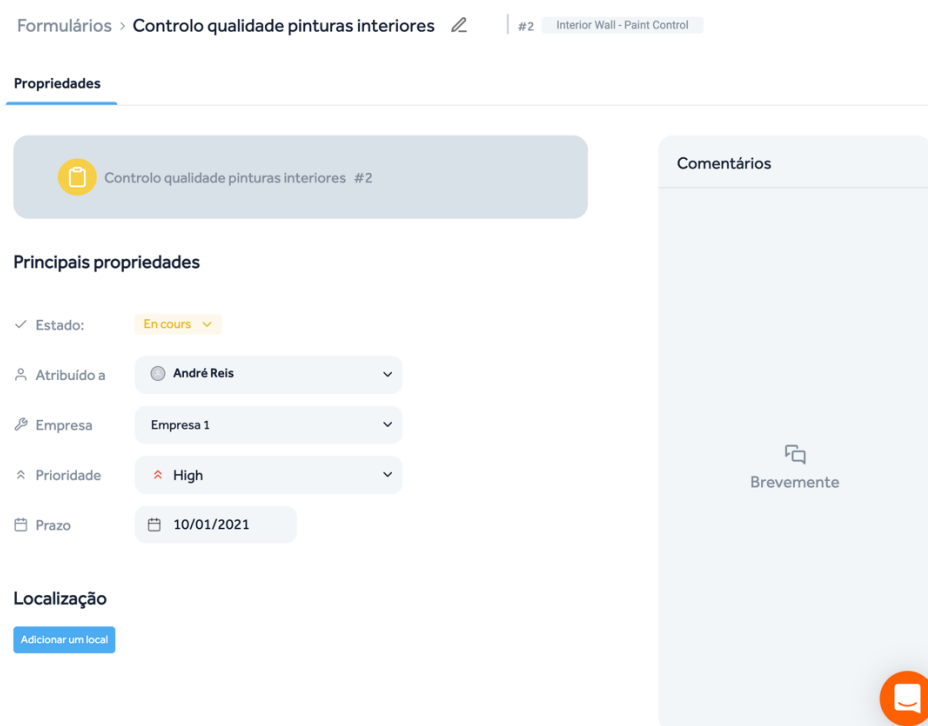 Formulários > Controlo qualidade pinturas interiores #2 Interior Wall - Paint Control
Propriedades
Controlo qualidade pinturas interiores #2
Comentários
Principais propriedades
Estado: En cours
Atribuído a André Reis
Empresa Empresa 1
Prioridade High
Brevemente
Prazo 10/01/2021
Localização
Adicionar um local